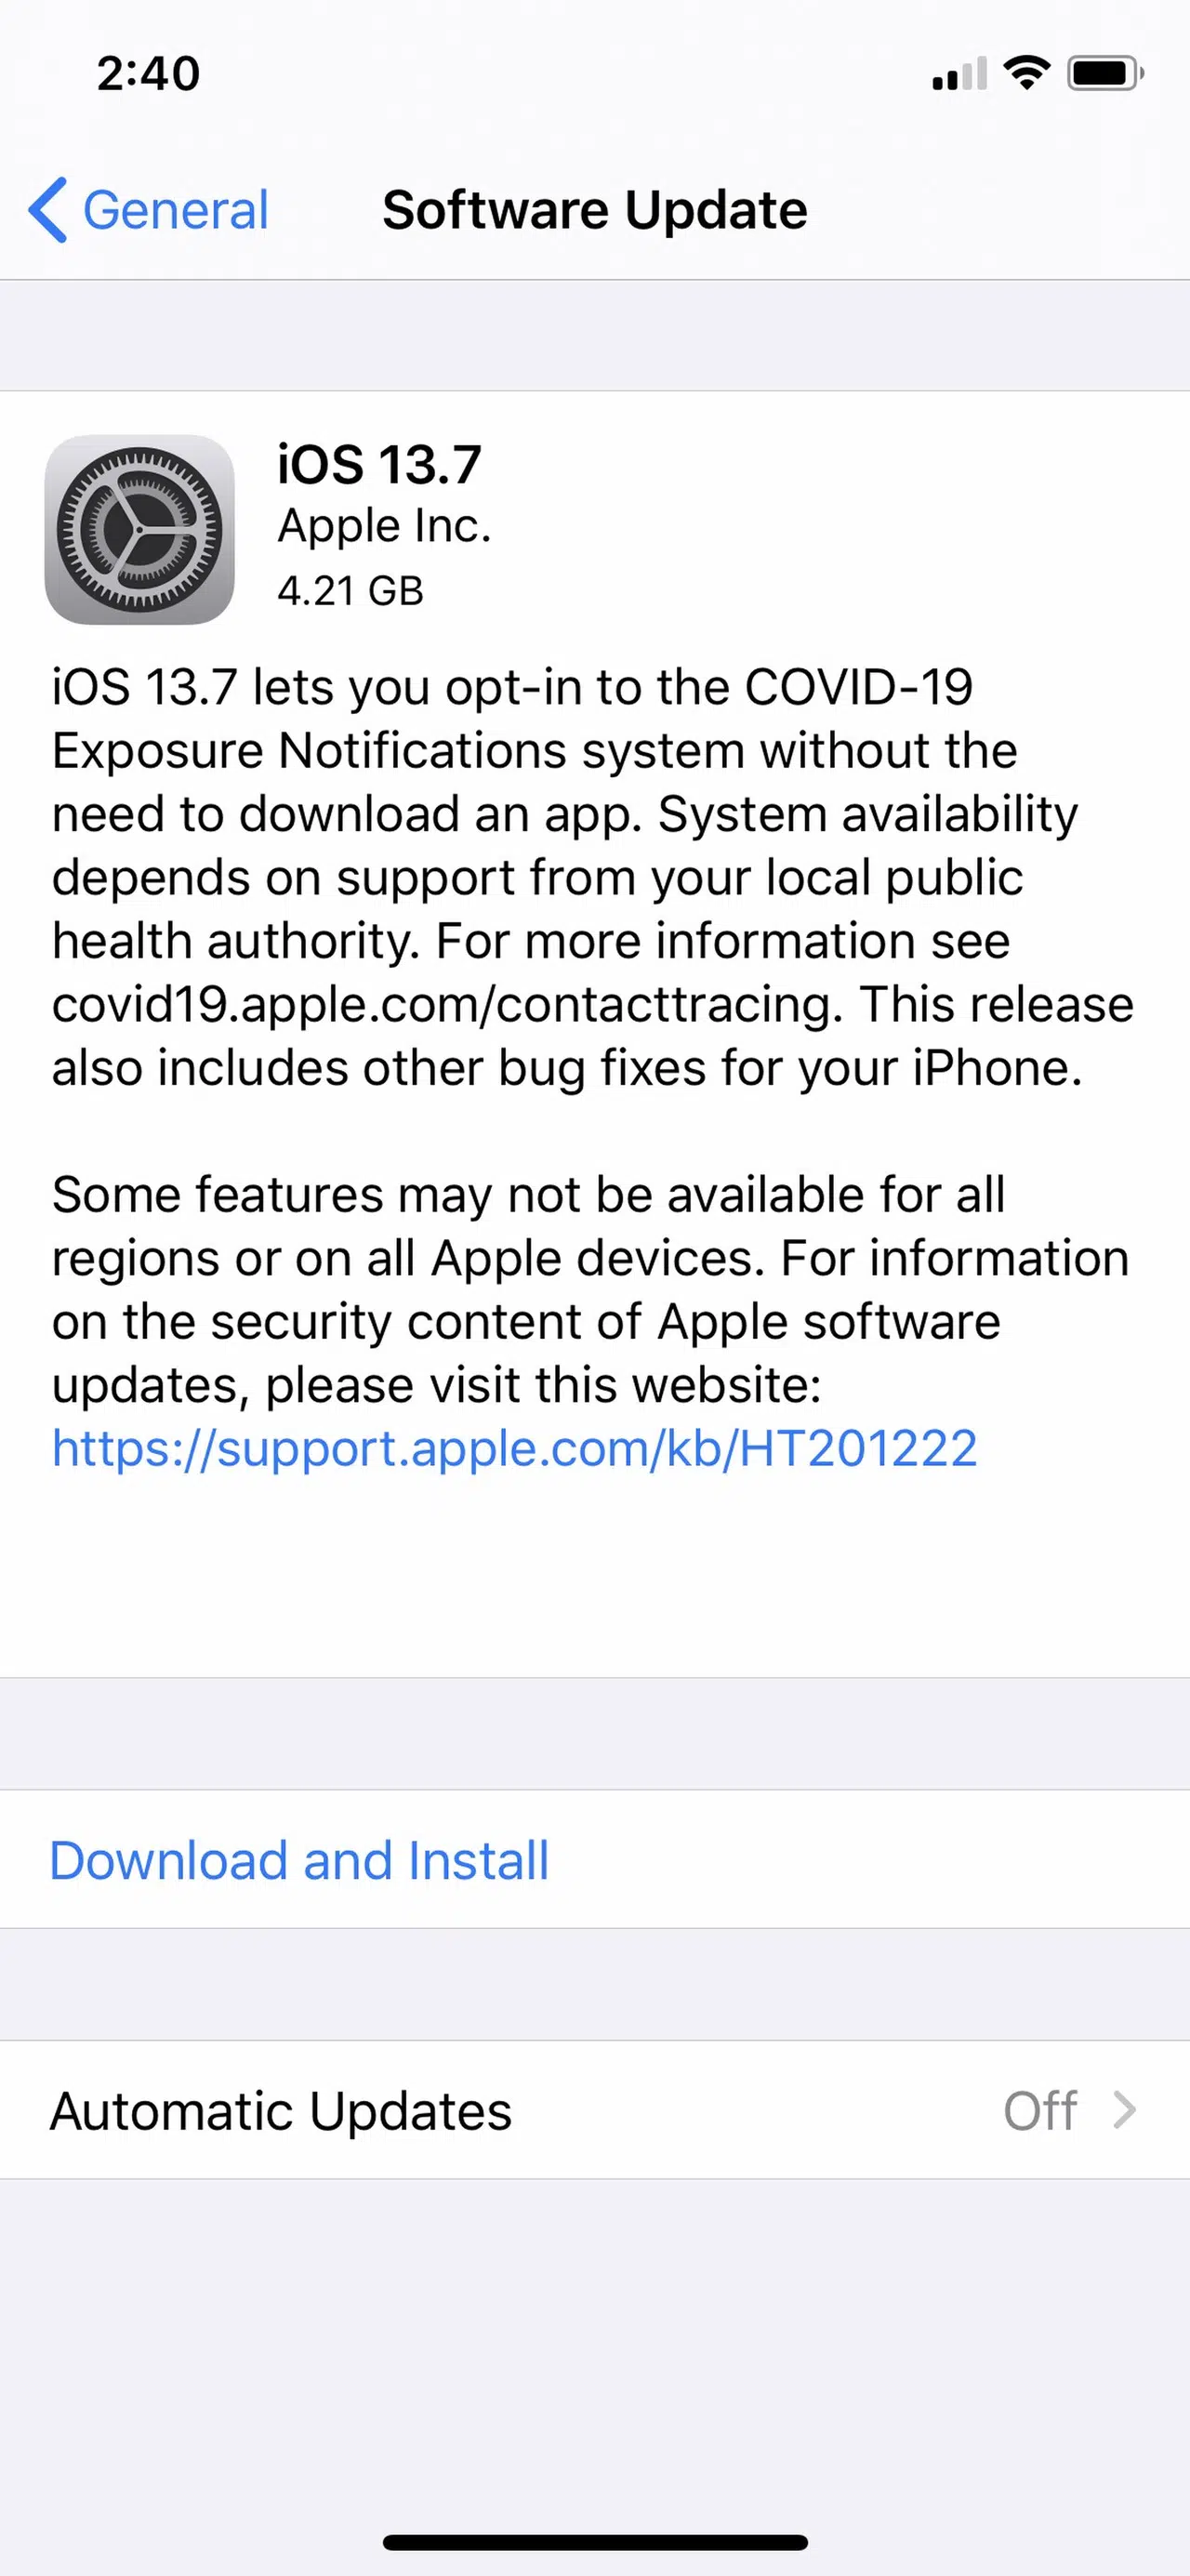 2:40
General
Software Update
iOS 13.7
Apple Inc.
4.21 GB
iOS 13.7 lets you opt-in to the COVID-19
Exposure Notifications system without the
need to download an app. System availability
depends on support from your local public
health authority. For more information see
covid19.apple.com/contacttracing. This release
also includes other bug fixes for your iPhone.
Some features may not be available for all
regions or on all Apple devices. For information
on the security content of Apple software
updates, please visit this website:
https://support.apple.com/kb/HT201222
Download and Install
Automatic Updates
Off